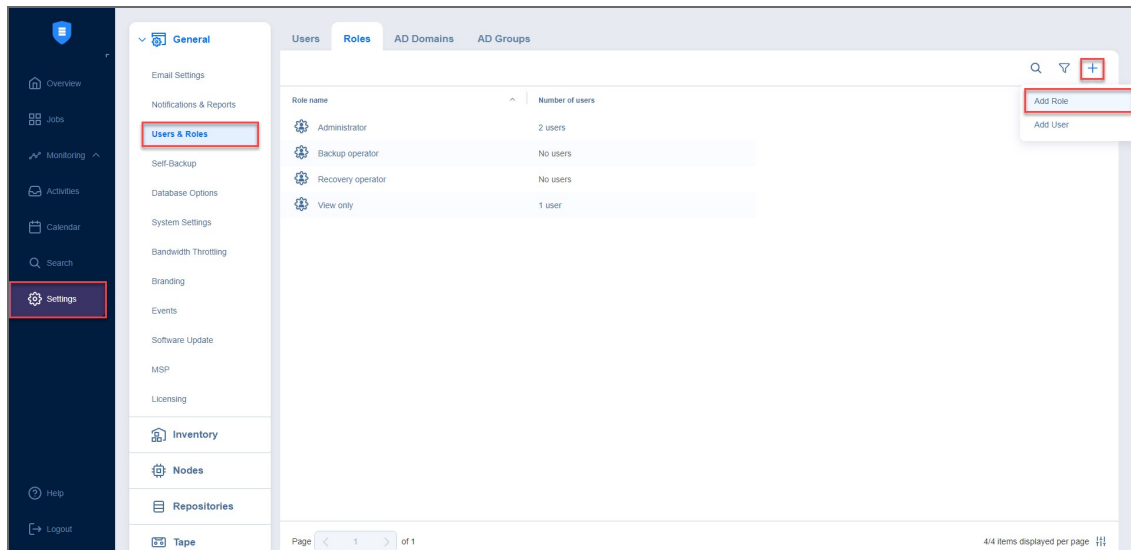 Overview
Jobs
Monitoring
Activities
Calendar
Search
Settings
Help
Logout
General
Email Settings
Notifications & Reports
Users & Roles
Self-Backup
Database Options
System Settings
Bandwidth Throttling
Branding
Events
Software Update
MSP
Licensing
Inventory
Nodes
Repositories
Tape
Users Roles AD Domains AD Groups
Add Role
Add User
Role name Number of users
Administrator 2 users
Backup operator No users
Recovery operator No users
View only 1 user
Page 1 of 1 4/4 items displayed per page